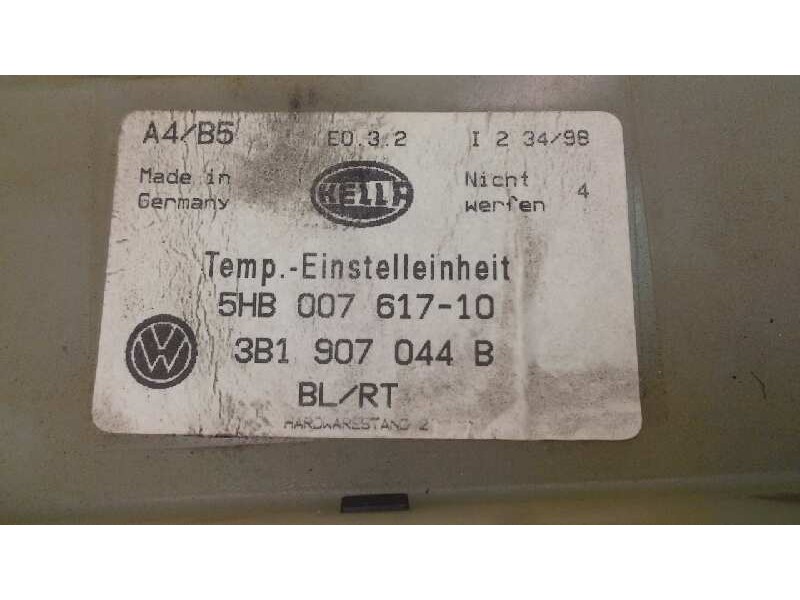 A4/B5 E0.3.2 I 2 34/98
Made in Germany
HELLA
Nicht werfen 4
Temp.-Einstelleinheit
5HB 007 617-10
VW 3B1 907 044 B
BL/RT
HARDWARESTAND 2